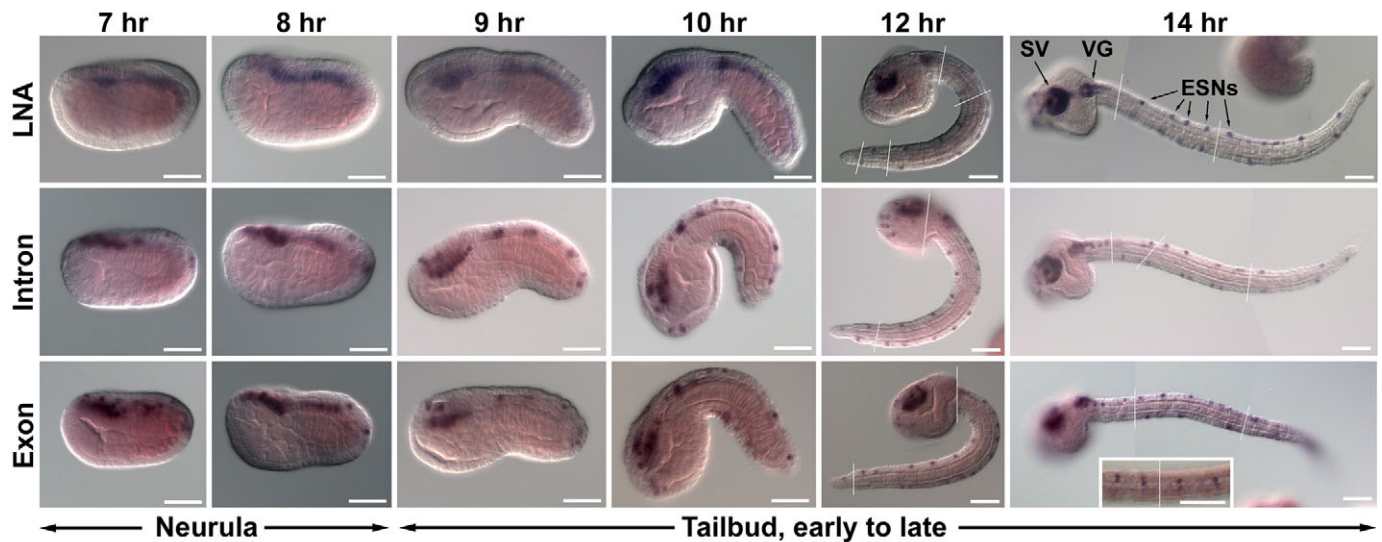 7 hr 8 hr 9 hr 10 hr 12 hr 14 hr
LNA
SV VG
ESNs
Intron
Exon
Neurula Tailbud, early to late